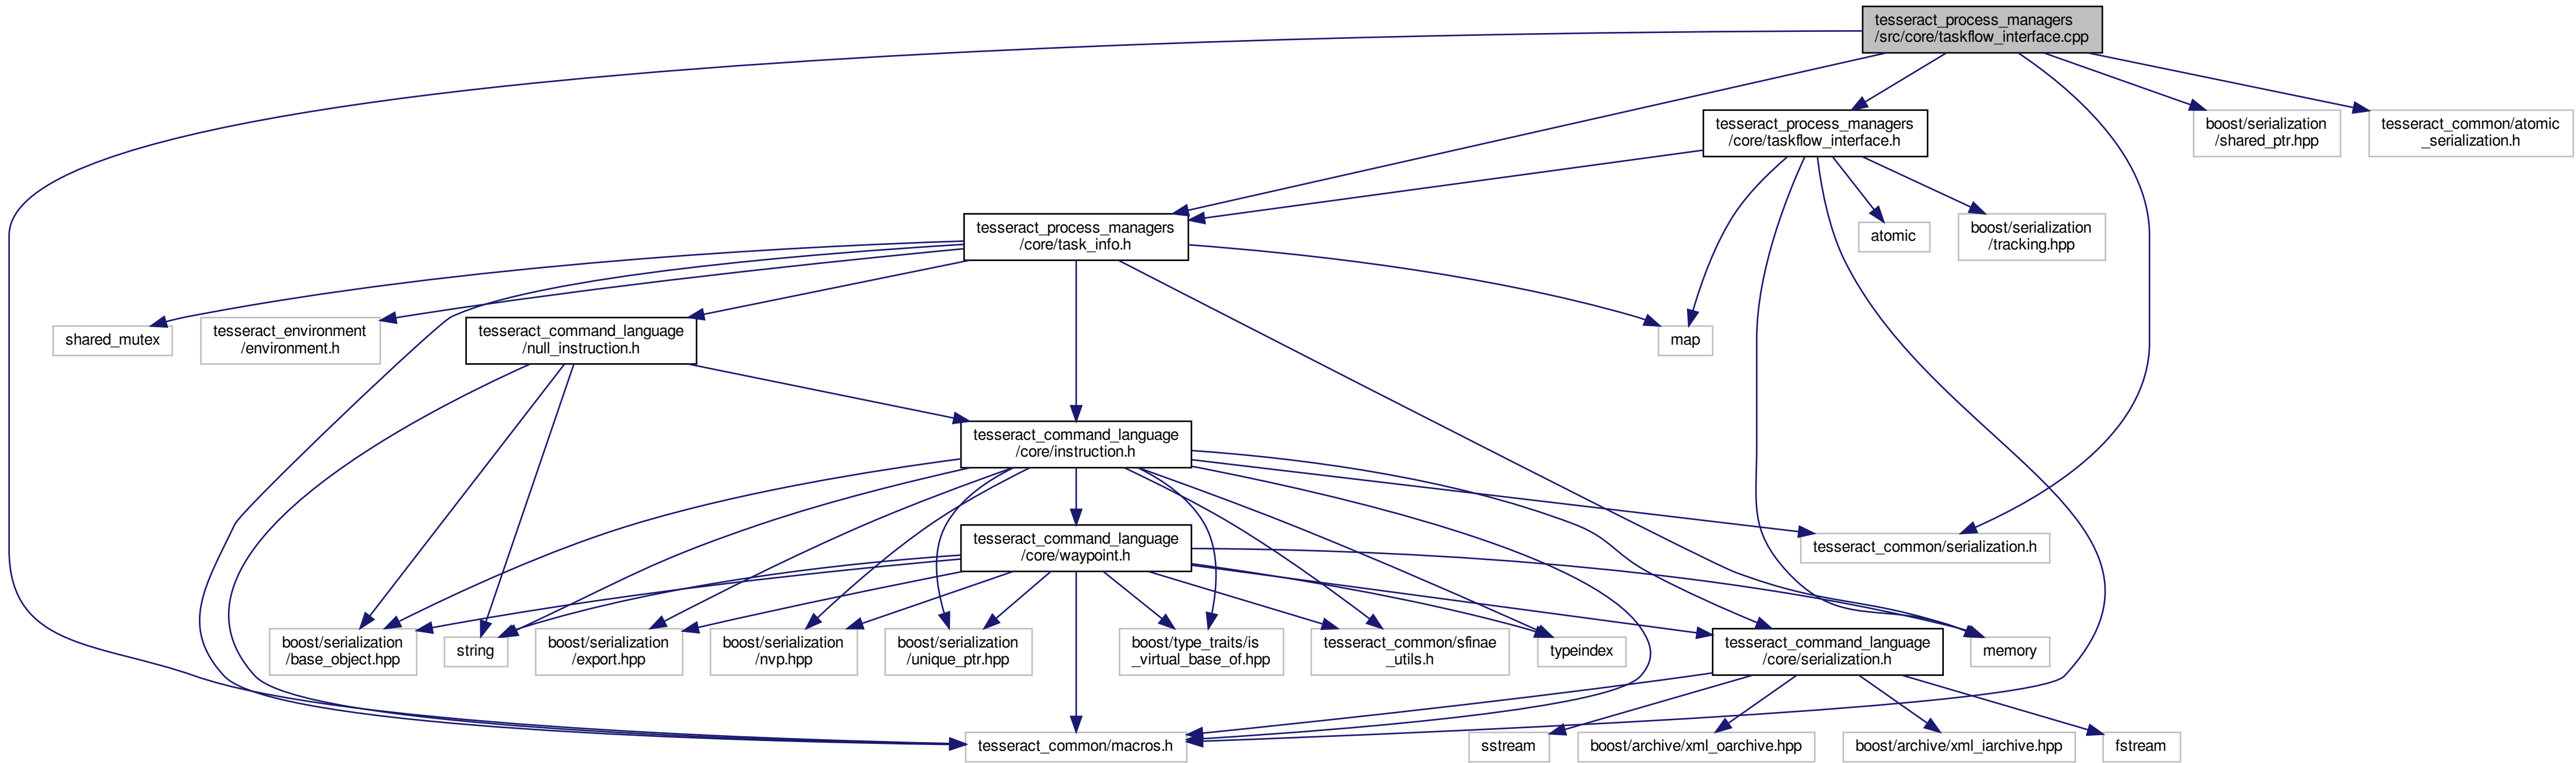 tesseract_process_managers
/src/core/taskflow_interface.cpp
tesseract_process_managers
/core/taskflow_interface.h
boost/serialization
/shared_ptr.hpp
tesseract_common/atomic
_serialization.h
tesseract_process_managers
/core/task_info.h
atomic
boost/serialization
/tracking.hpp
shared_mutex
tesseract_environment
/environment.h
tesseract_command_language
/null_instruction.h
map
tesseract_command_language
/core/instruction.h
tesseract_command_language
/core/waypoint.h
tesseract_common/serialization.h
boost/serialization
/base_object.hpp
string
boost/serialization
/export.hpp
boost/serialization
/nvp.hpp
boost/serialization
/unique_ptr.hpp
boost/type_traits/is
_virtual_base_of.hpp
tesseract_common/sfinae
_utils.h
typeindex
tesseract_command_language
/core/serialization.h
memory
tesseract_common/macros.h
sstream
boost/archive/xml_oarchive.hpp
boost/archive/xml_iarchive.hpp
fstream